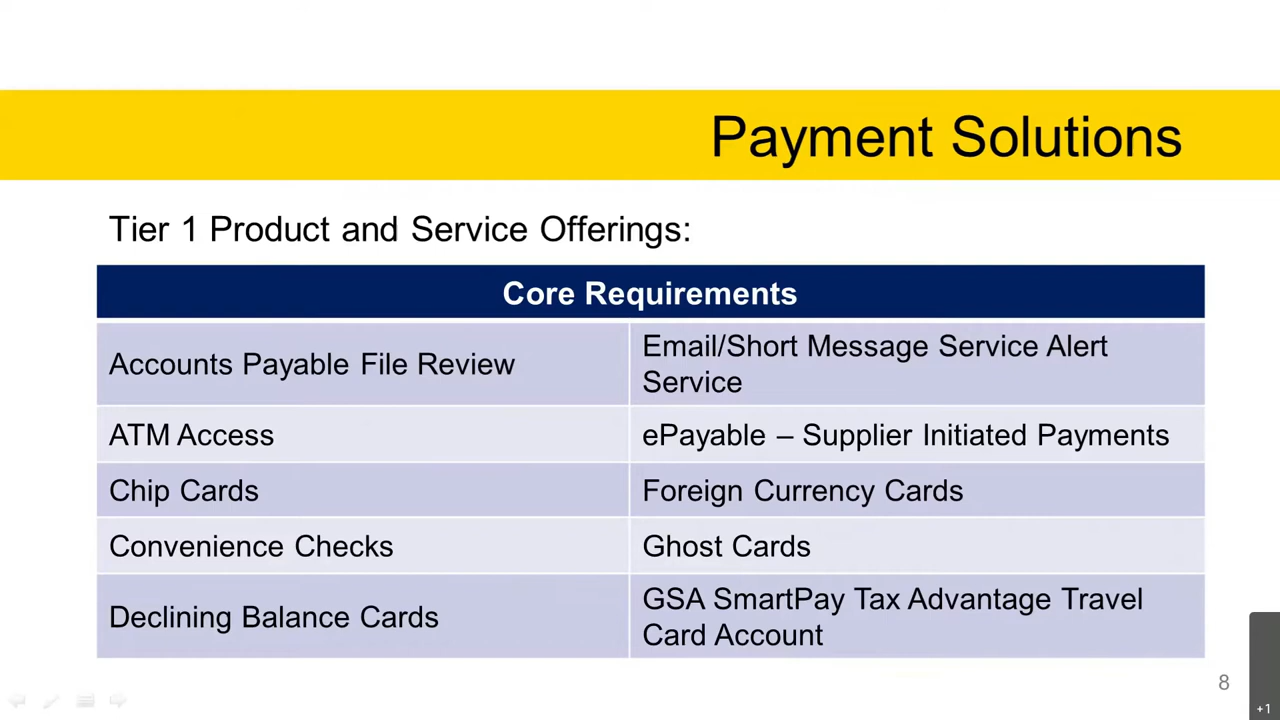 Payment Solutions
Tier 1 Product and Service Offerings:
Core Requirements
Accounts Payable File Review
Email/Short Message Service Alert
Service
ATM Access
ePayable – Supplier Initiated Payments
Chip Cards
Foreign Currency Cards
Convenience Checks
Ghost Cards
Declining Balance Cards
GSA SmartPay Tax Advantage Travel
Card Account
8
+1